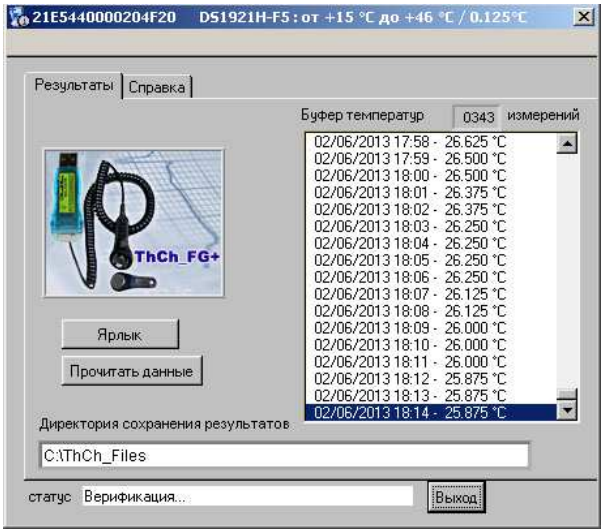 21E5440000204F20 DS1921H-F5 : от +15 °C до +46 °C / 0.125°C
Результаты Справка
Буфер температур 0343 измерений
02/06/2013 17:58 - 26.625 °C
02/06/2013 17:59 - 26.500 °C
02/06/2013 18:00 - 26.500 °C
02/06/2013 18:01 - 26.375 °C
02/06/2013 18:02 - 26.375 °C
02/06/2013 18:03 - 26.250 °C
02/06/2013 18:04 - 26.250 °C
02/06/2013 18:05 - 26.250 °C
02/06/2013 18:06 - 26.250 °C
02/06/2013 18:07 - 26.125 °C
02/06/2013 18:08 - 26.125 °C
02/06/2013 18:09 - 26.000 °C
02/06/2013 18:10 - 26.000 °C
02/06/2013 18:11 - 26.000 °C
02/06/2013 18:12 - 25.875 °C
02/06/2013 18:13 - 25.875 °C
02/06/2013 18:14 - 25.875 °C
ThCh_FG+
Ярлык
Прочитать данные
Директория сохранения результатов
C:\ThCh_Files
статус Верификация... Выход